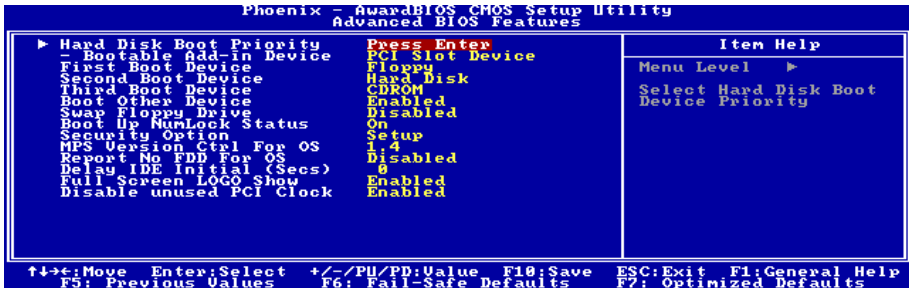 Phoenix - AwardBIOS CMOS Setup Utility
Advanced BIOS Features
► Hard Disk Boot Priority Press Enter
- Bootable Add-in Device PCI Slot Device
First Boot Device Floppy
Second Boot Device Hard Disk
Third Boot Device CDROM
Boot Other Device Enabled
Swap Floppy Drive Disabled
Boot Up NumLock Status On
Security Option Setup
MPS Version Ctrl For OS 1.4
Report No FDD For OS Disabled
Delay IDE Initial (Secs) 0
Full Screen LOGO Show Enabled
Disable unused PCI Clock Enabled
Item Help
Menu Level ►
Select Hard Disk Boot
Device Priority
↑↓→←:Move Enter:Select +/-/PU/PD:Value F10:Save ESC:Exit F1:General Help
F5: Previous Values F6: Fail-Safe Defaults F7: Optimized Defaults